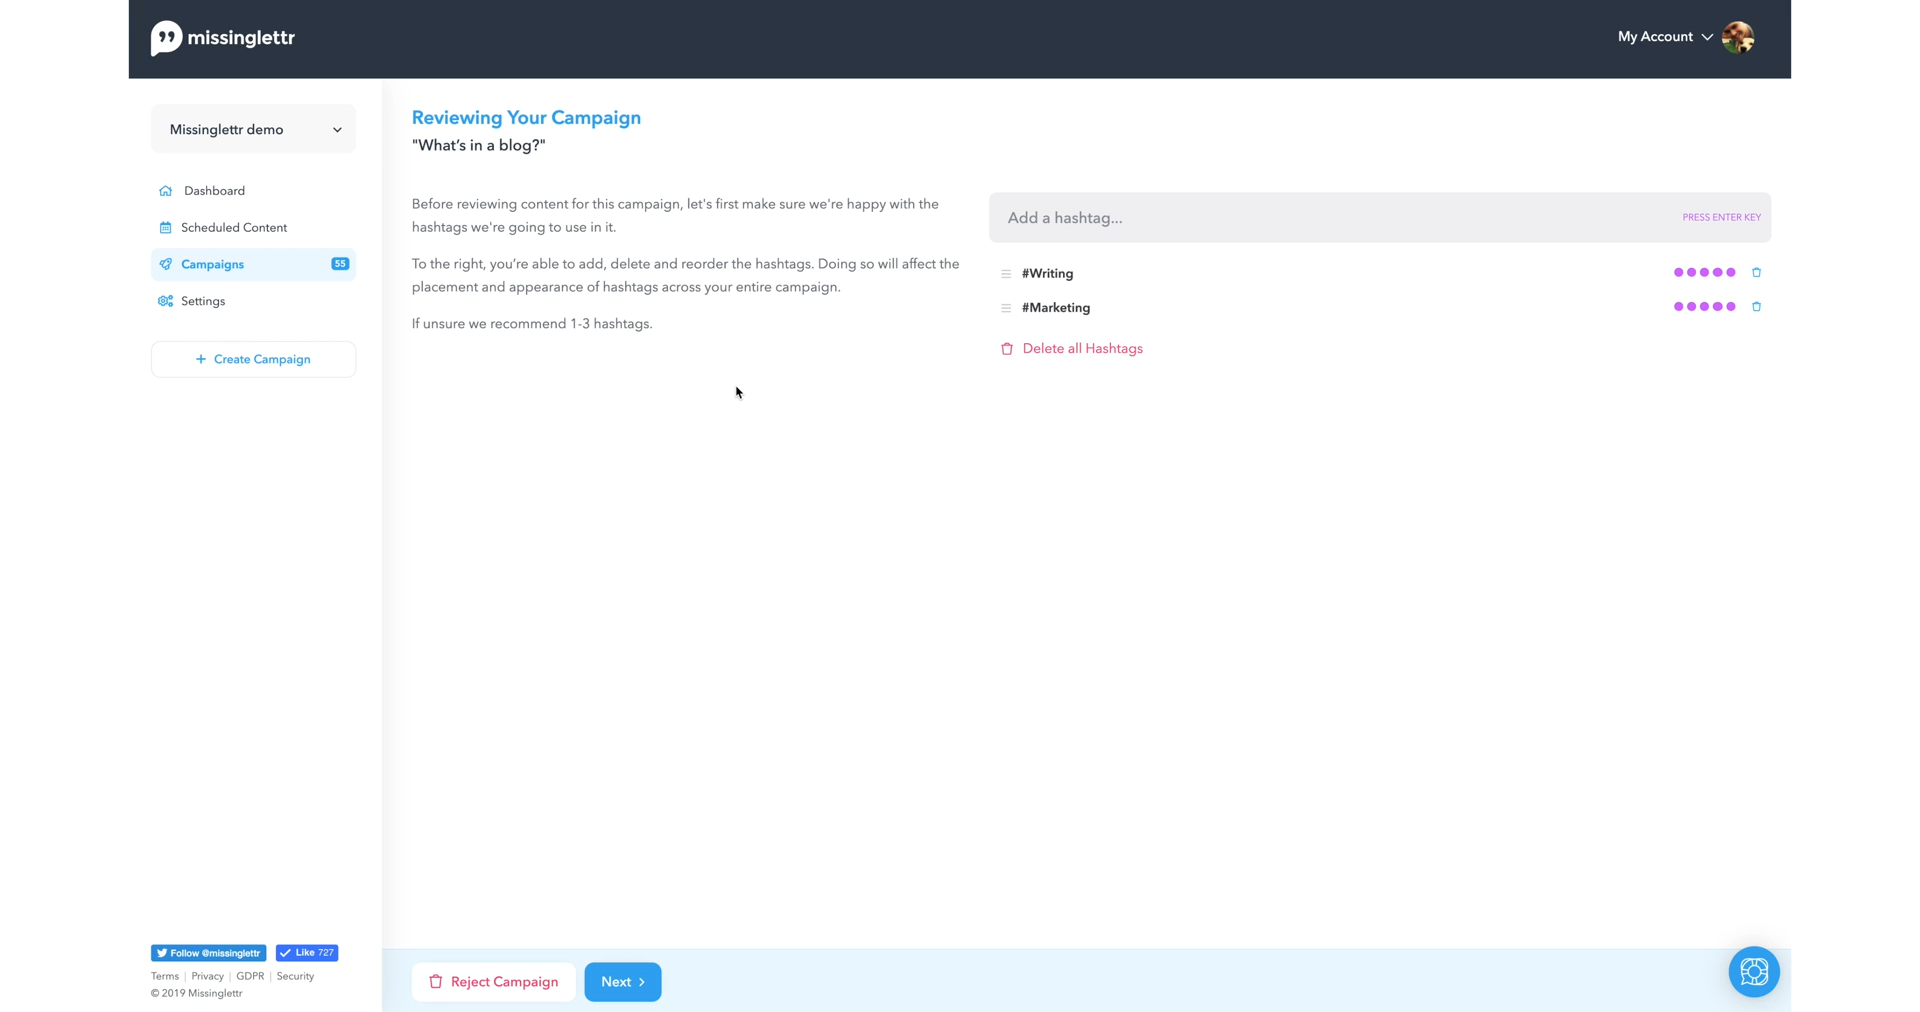 missinglettr
My Account
Missinglettr demo
Dashboard
Scheduled Content
Campaigns 55
Settings
+ Create Campaign
Reviewing Your Campaign
"What's in a blog?"
Before reviewing content for this campaign, let's first make sure we're happy with the
hashtags we're going to use in it.
To the right, you're able to add, delete and reorder the hashtags. Doing so will affect the
placement and appearance of hashtags across your entire campaign.
If unsure we recommend 1-3 hashtags.
Add a hashtag... PRESS ENTER KEY
#Writing
#Marketing
Delete all Hashtags
Follow @missinglettr Like 727
Terms | Privacy | GDPR | Security
© 2019 Missinglettr
Reject Campaign Next